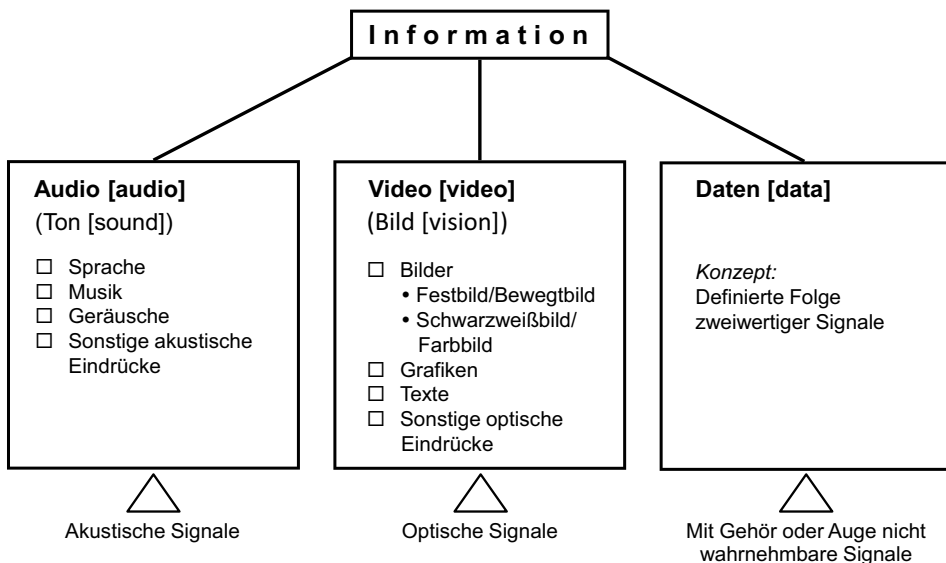 Information
Audio [audio]
(Ton [sound])
☐ Sprache
☐ Musik
☐ Geräusche
☐ Sonstige akustische
Eindrücke
Akustische Signale
Video [video]
(Bild [vision])
☐ Bilder
• Festbild/Bewegtbild
• Schwarzweißbild/
Farbbild
☐ Grafiken
☐ Texte
☐ Sonstige optische
Eindrücke
Optische Signale
Daten [data]
Konzept:
Definierte Folge
zweiwertiger Signale
Mit Gehör oder Auge nicht
wahrnehmbare Signale